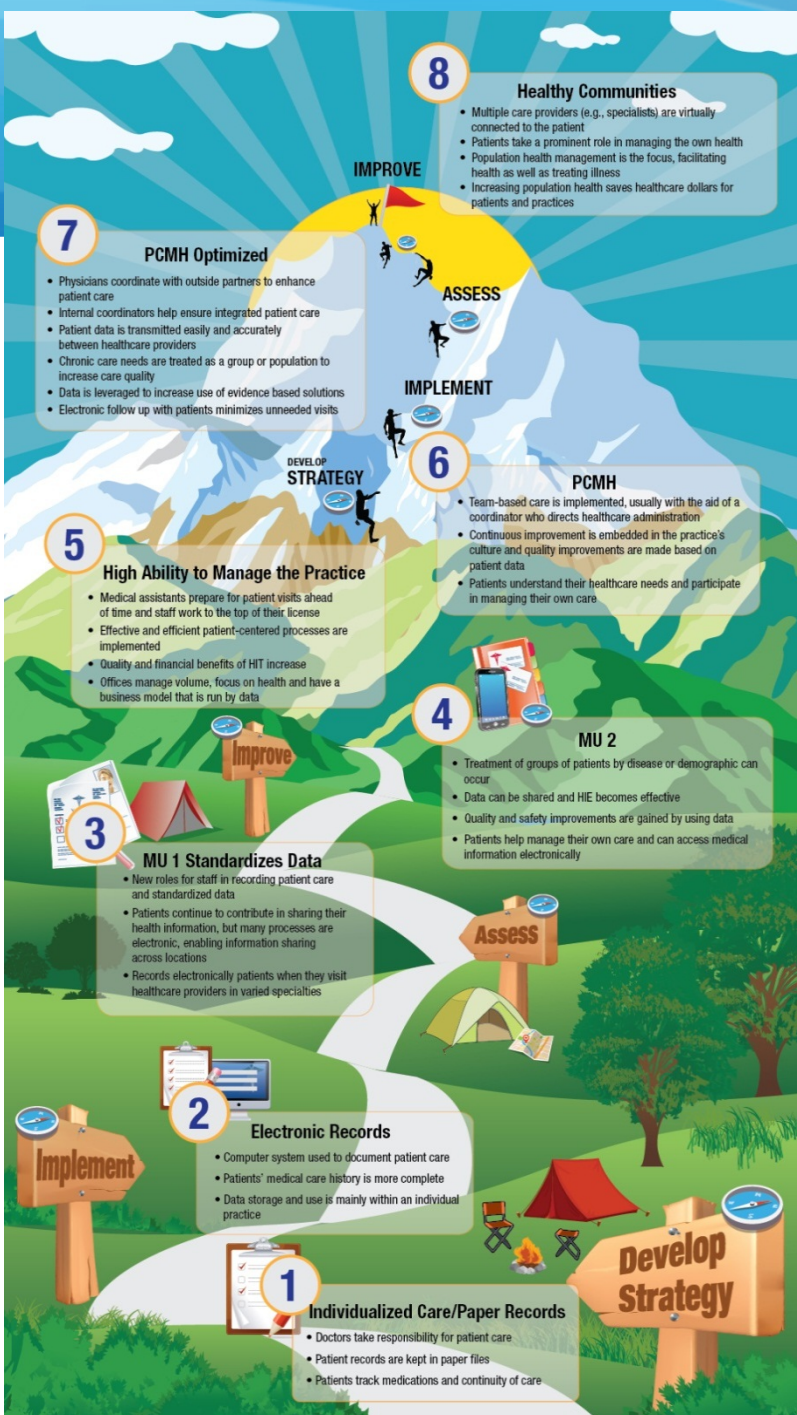 8
Healthy Communities
• Multiple care providers (e.g., specialists) are virtually
connected to the patient
• Patients take a prominent role in managing the own health
• Population health management is the focus, facilitating
health as well as treating illness
• Increasing population health saves healthcare dollars for
patients and practices
IMPROVE
7
PCMH Optimized
• Physicians coordinate with outside partners to enhance
patient care
• Internal coordinators help ensure integrated patient care
• Patient data is transmitted easily and accurately
between healthcare providers
• Chronic care needs are treated as a group or population to
increase care quality
• Data is leveraged to increase use of evidence based solutions
• Electronic follow up with patients minimizes unneeded visits
ASSESS
IMPLEMENT
DEVELOP
STRATEGY
6
PCMH
• Team-based care is implemented, usually with the aid of a
coordinator who directs healthcare administration
• Continuous improvement is embedded in the practice's
culture and quality improvements are made based on
patient data
• Patients understand their healthcare needs and participate
in managing their own care
5
High Ability to Manage the Practice
• Medical assistants prepare for patient visits ahead
of time and staff work to the top of their license
• Effective and efficient patient-centered processes are
implemented
• Quality and financial benefits of HIT increase
• Offices manage volume, focus on health and have a
business model that is run by data
4
MU 2
• Treatment of groups of patients by disease or demographic can
occur
• Data can be shared and HIE becomes effective
• Quality and safety improvements are gained by using data
• Patients help manage their own care and can access medical
information electronically
Improve
3
MU 1 Standardizes Data
• New roles for staff in recording patient care
and standardized data
• Patients continue to contribute in sharing their
health information, but many processes are
electronic, enabling information sharing
across locations
• Records electronically patients when they visit
healthcare providers in varied specialties
Assess
2
Electronic Records
• Computer system used to document patient care
• Patients' medical care history is more complete
• Data storage and use is mainly within an individual
practice
Implement
1
Individualized Care/Paper Records
• Doctors take responsibility for patient care
• Patient records are kept in paper files
• Patients track medications and continuity of care
Develop
Strategy